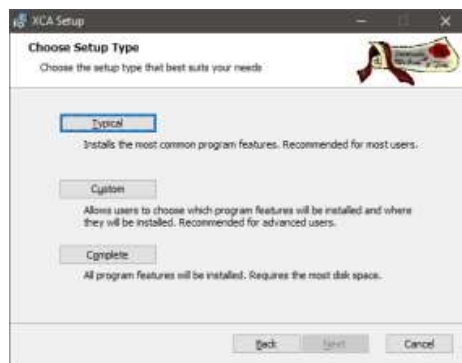 XCA Setup
Choose Setup Type
Choose the setup type that best suits your needs
Typical
Installs the most common program features. Recommended for most users.
Custom
Allows users to choose which program features will be installed and where
they will be installed. Recommended for advanced users.
Complete
All program features will be installed. Requires the most disk space.
Back Next Cancel